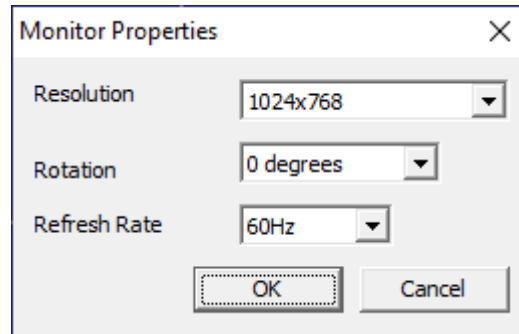 Monitor Properties
Resolution 1024x768
Rotation 0 degrees
Refresh Rate 60Hz
OK Cancel